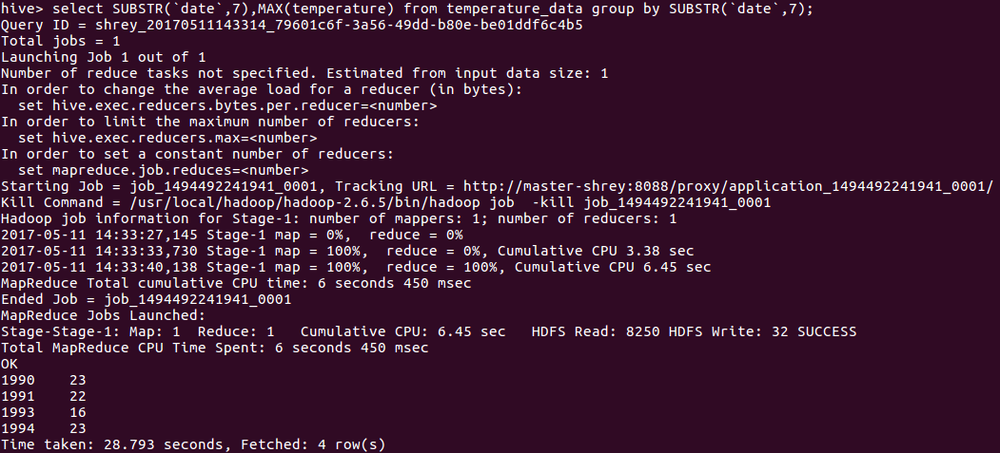 hive> select SUBSTR(`date`,7),MAX(temperature) from temperature_data group by SUBSTR(`date`,7);
Query ID = shrey_20170511143314_79601c6f-3a56-49dd-b80e-be01ddf6c4b5
Total jobs = 1
Launching Job 1 out of 1
Number of reduce tasks not specified. Estimated from input data size: 1
In order to change the average load for a reducer (in bytes):
  set hive.exec.reducers.bytes.per.reducer=<number>
In order to limit the maximum number of reducers:
  set hive.exec.reducers.max=<number>
In order to set a constant number of reducers:
  set mapreduce.job.reduces=<number>
Starting Job = job_1494492241941_0001, Tracking URL = http://master-shrey:8088/proxy/application_1494492241941_0001/
Kill Command = /usr/local/hadoop/hadoop-2.6.5/bin/hadoop job  -kill job_1494492241941_0001
Hadoop job information for Stage-1: number of mappers: 1; number of reducers: 1
2017-05-11 14:33:27,145 Stage-1 map = 0%,  reduce = 0%
2017-05-11 14:33:33,730 Stage-1 map = 100%,  reduce = 0%, Cumulative CPU 3.38 sec
2017-05-11 14:33:40,138 Stage-1 map = 100%,  reduce = 100%, Cumulative CPU 6.45 sec
MapReduce Total cumulative CPU time: 6 seconds 450 msec
Ended Job = job_1494492241941_0001
MapReduce Jobs Launched:
Stage-Stage-1: Map: 1  Reduce: 1   Cumulative CPU: 6.45 sec   HDFS Read: 8250 HDFS Write: 32 SUCCESS
Total MapReduce CPU Time Spent: 6 seconds 450 msec
OK
1990    23
1991    22
1993    16
1994    23
Time taken: 28.793 seconds, Fetched: 4 row(s)